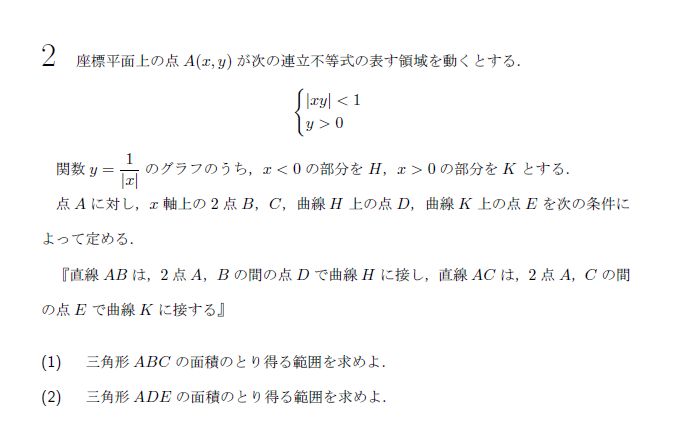 2 座標平面上の点 A(x, y) が次の連立不等式の表す領域を動くとする.
{ |xy| < 1
y > 0
関数 y = 1/|x| のグラフのうち, x < 0 の部分を H, x > 0 の部分を K とする.
点 A に対し, x 軸上の 2 点 B, C, 曲線 H 上の点 D, 曲線 K 上の点 E を次の条件に
よって定める.
『直線 AB は, 2 点 A, B の間の点 D で曲線 H に接し, 直線 AC は, 2 点 A, C の間
の点 E で曲線 K に接する』
(1) 三角形 ABC の面積のとり得る範囲を求めよ.
(2) 三角形 ADE の面積のとり得る範囲を求めよ.